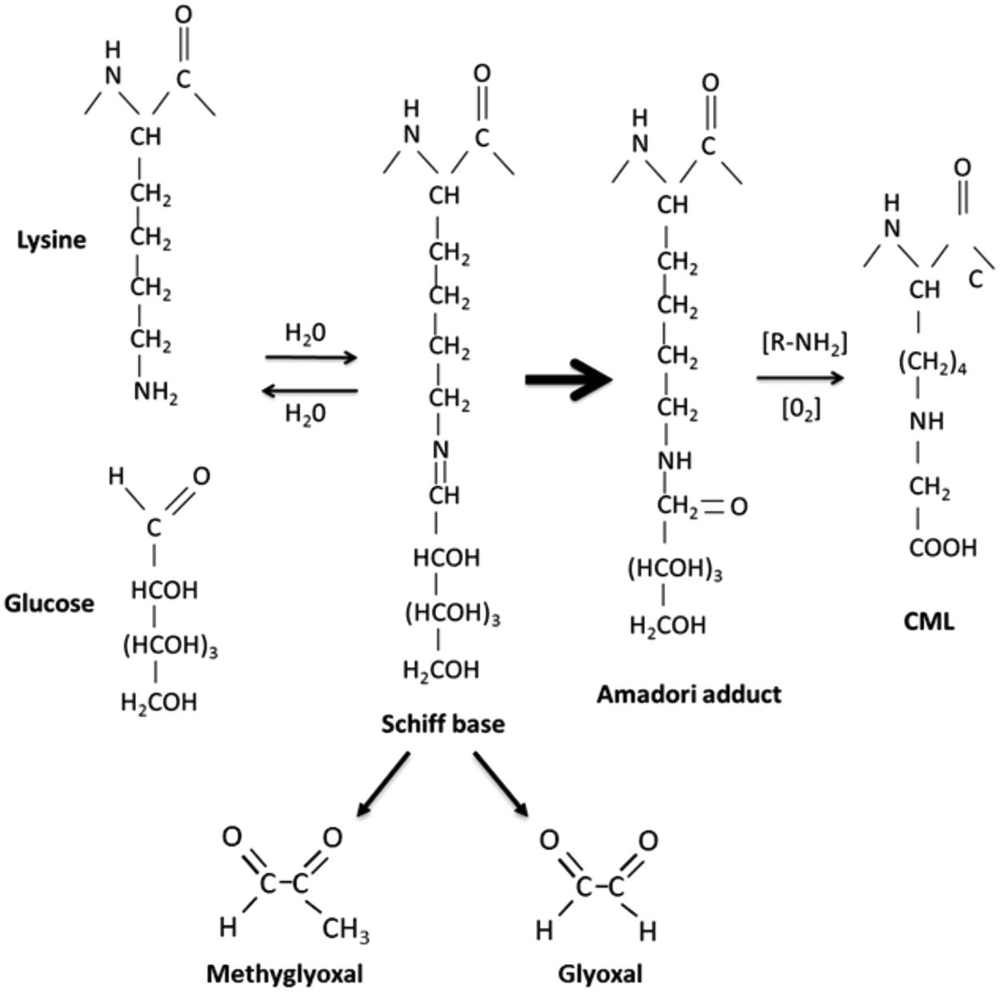 O
H
N
C
CH
CH₂
CH₂
Lysine
CH₂
CH₂
NH₂
H₂0
H₂0
H
O
C
HCOH
Glucose
(HCOH)₃
H₂COH
O
H
N
C
CH
CH₂
CH₂
CH₂
CH₂
N
CH
HCOH
(HCOH)₃
H₂COH
Schiff base
O
H
N
C
CH
CH₂
CH₂
CH₂
CH₂
NH
CH₂=O
(HCOH)₃
H₂COH
Amadori adduct
[R-NH₂]
[0₂]
O
H
N
C
CH
(CH₂)₄
NH
CH₂
COOH
CML
O O
C-C
H CH₃
Methyglyoxal
O O
C-C
H H
Glyoxal